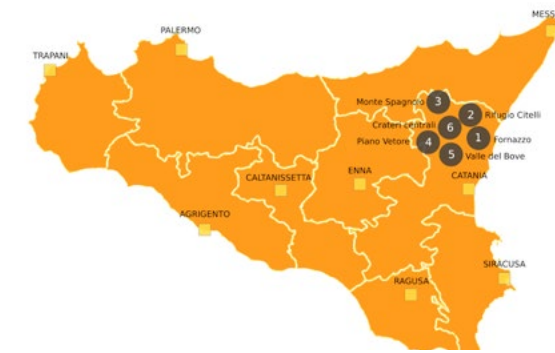 MESS
PALERMO
TRAPANI
Monte Spagnolo
3
2
Rifugio Citelli
Crateri centrali
6
1
Fornazzo
Piano Vetore
4
5
Valle del Bove
CATANIA
ENNA
CALTANISSETTA
AGRIGENTO
SIRACUSA
RAGUSA